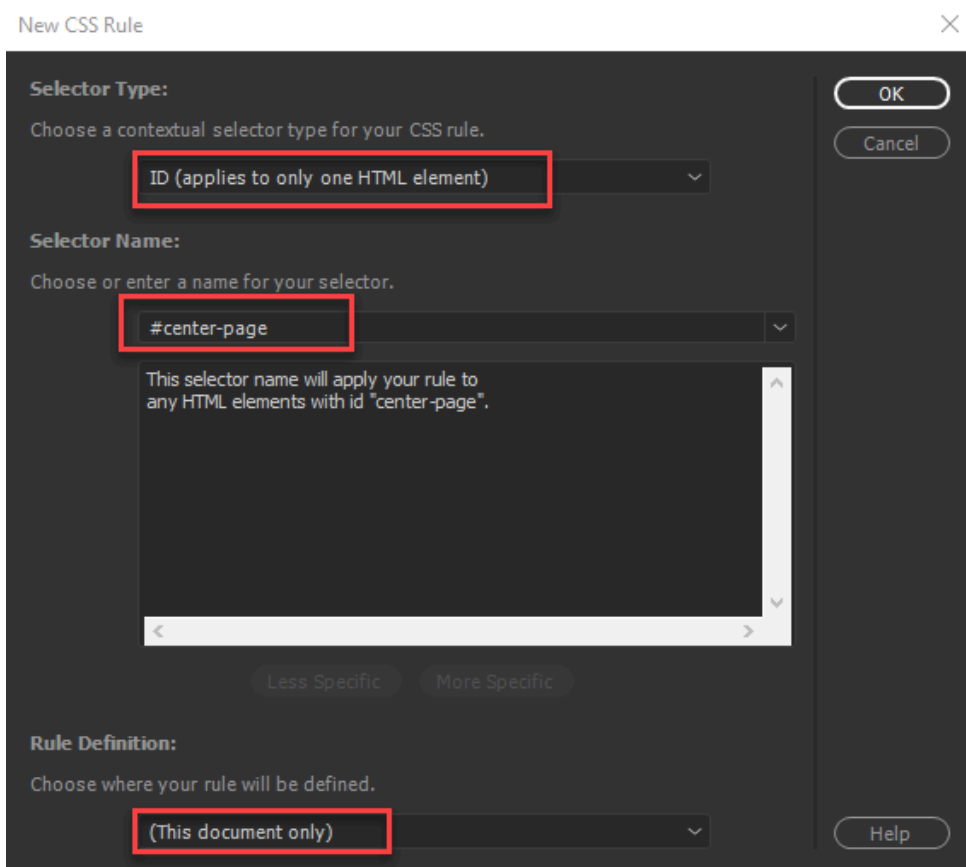 New CSS Rule
Selector Type:
OK
Choose a contextual selector type for your CSS rule.
Cancel
ID (applies to only one HTML element)
Selector Name:
Choose or enter a name for your selector.
#center-page
This selector name will apply your rule to
any HTML elements with id "center-page".
Less Specific
More Specific
Rule Definition:
Choose where your rule will be defined.
(This document only)
Help